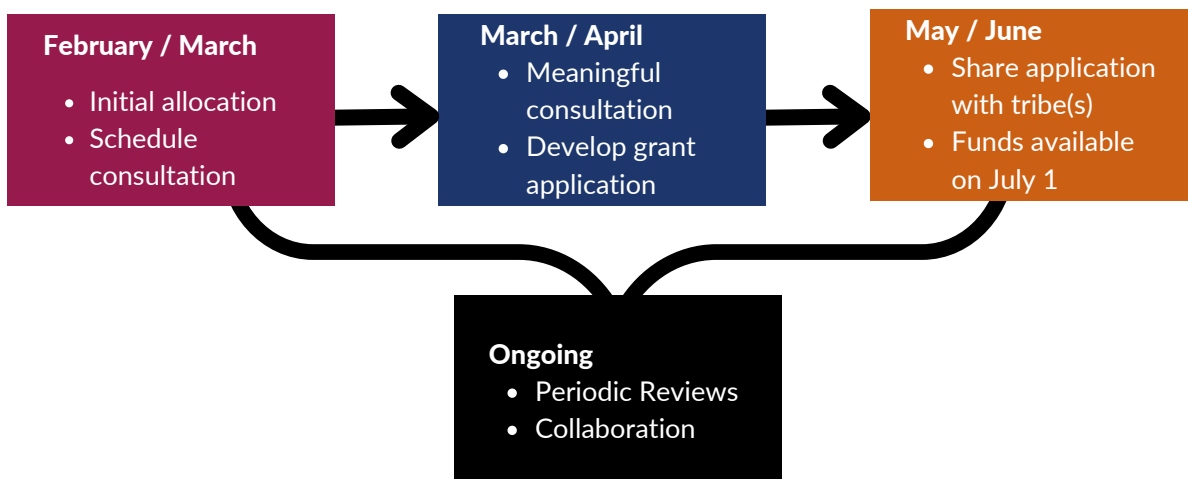 February / March
• Initial allocation
• Schedule
consultation
March / April
• Meaningful
consultation
• Develop grant
application
May / June
• Share application
with tribe(s)
• Funds available
on July 1
Ongoing
• Periodic Reviews
• Collaboration